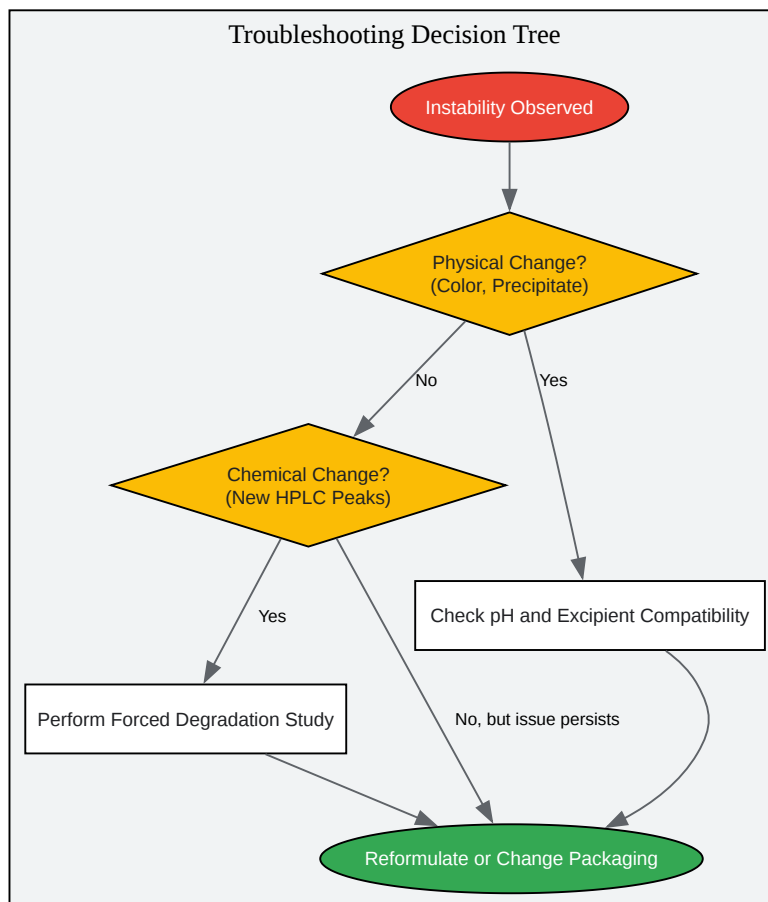 Troubleshooting Decision Tree
Instability Observed
Physical Change?
(Color, Precipitate)
No
Yes
Chemical Change?
(New HPLC Peaks)
Check pH and Excipient Compatibility
Yes
Perform Forced Degradation Study
No, but issue persists
Reformulate or Change Packaging